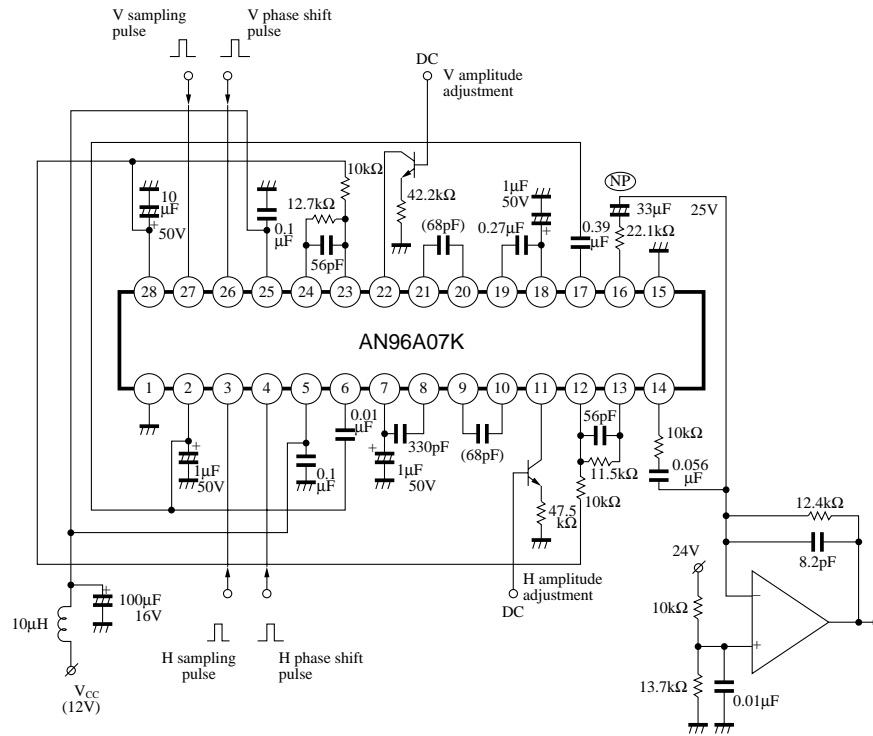 V sampling
pulse
V phase shift
pulse
DC
V amplitude
adjustment
10
μF
50V
0.1
μF
12.7kΩ
56pF
10kΩ
42.2kΩ
(68pF)
0.27μF
1μF
50V
0.39
μF
NP
33μF
25V
22.1kΩ
28
27
26
25
24
23
22
21
20
19
18
17
16
15
AN96A07K
1
2
3
4
5
6
7
8
9
10
11
12
13
14
+
1μF
50V
0.1
μF
0.01
μF
330pF
+
1μF
50V
(68pF)
47.5
kΩ
56pF
11.5kΩ
10kΩ
10kΩ
0.056
μF
12.4kΩ
8.2pF
24V
10kΩ
13.7kΩ
0.01μF
−
+
10μH
+
100μF
16V
VCC
(12V)
H sampling
pulse
H phase shift
pulse
H amplitude
adjustment
DC
+
+